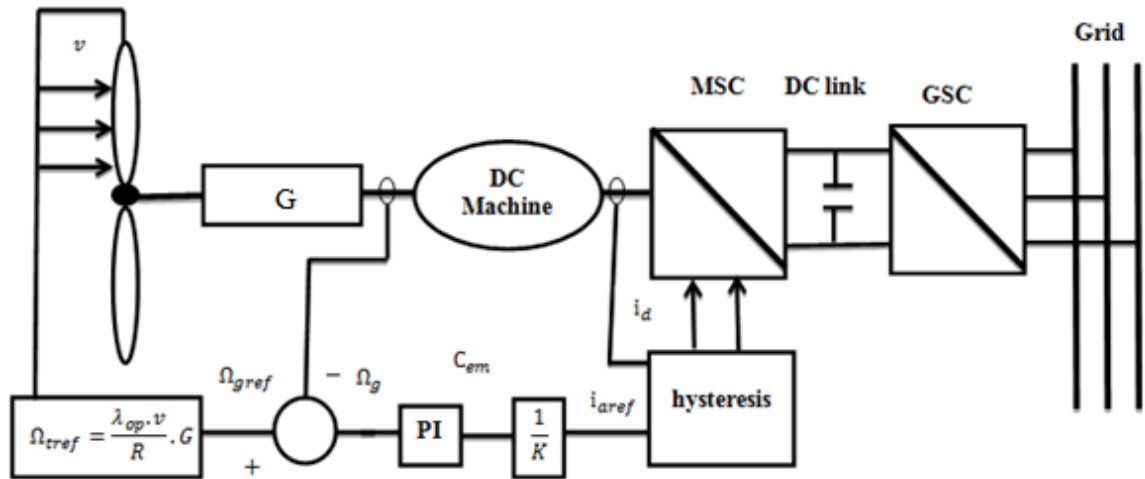 Grid
v
MSC
DC link
GSC
G
DC
Machine
i_d
Ω_gref
− Ω_g
C_em
i_aref
hysteresis
Ω_tref = λ_op.v / R . G
+
PI
1/K